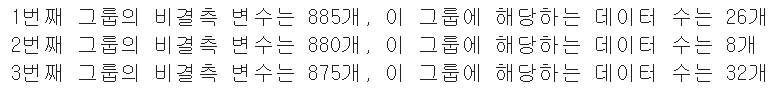 1번째 그룹의 비결측 변수는 885개, 이 그룹에 해당하는 데이터 수는 26개
2번째 그룹의 비결측 변수는 880개, 이 그룹에 해당하는 데이터 수는 8개
3번째 그룹의 비결측 변수는 875개, 이 그룹에 해당하는 데이터 수는 32개